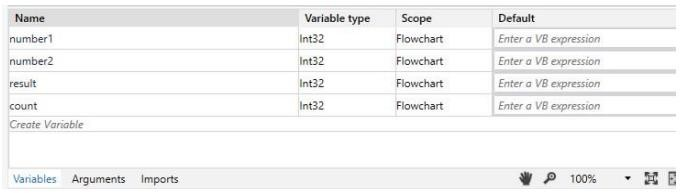 Name Variable type Scope Default
number1 Int32 Flowchart Enter a VB expression
number2 Int32 Flowchart Enter a VB expression
result Int32 Flowchart Enter a VB expression
count Int32 Flowchart Enter a VB expression
Create Variable
Variables Arguments Imports 100%